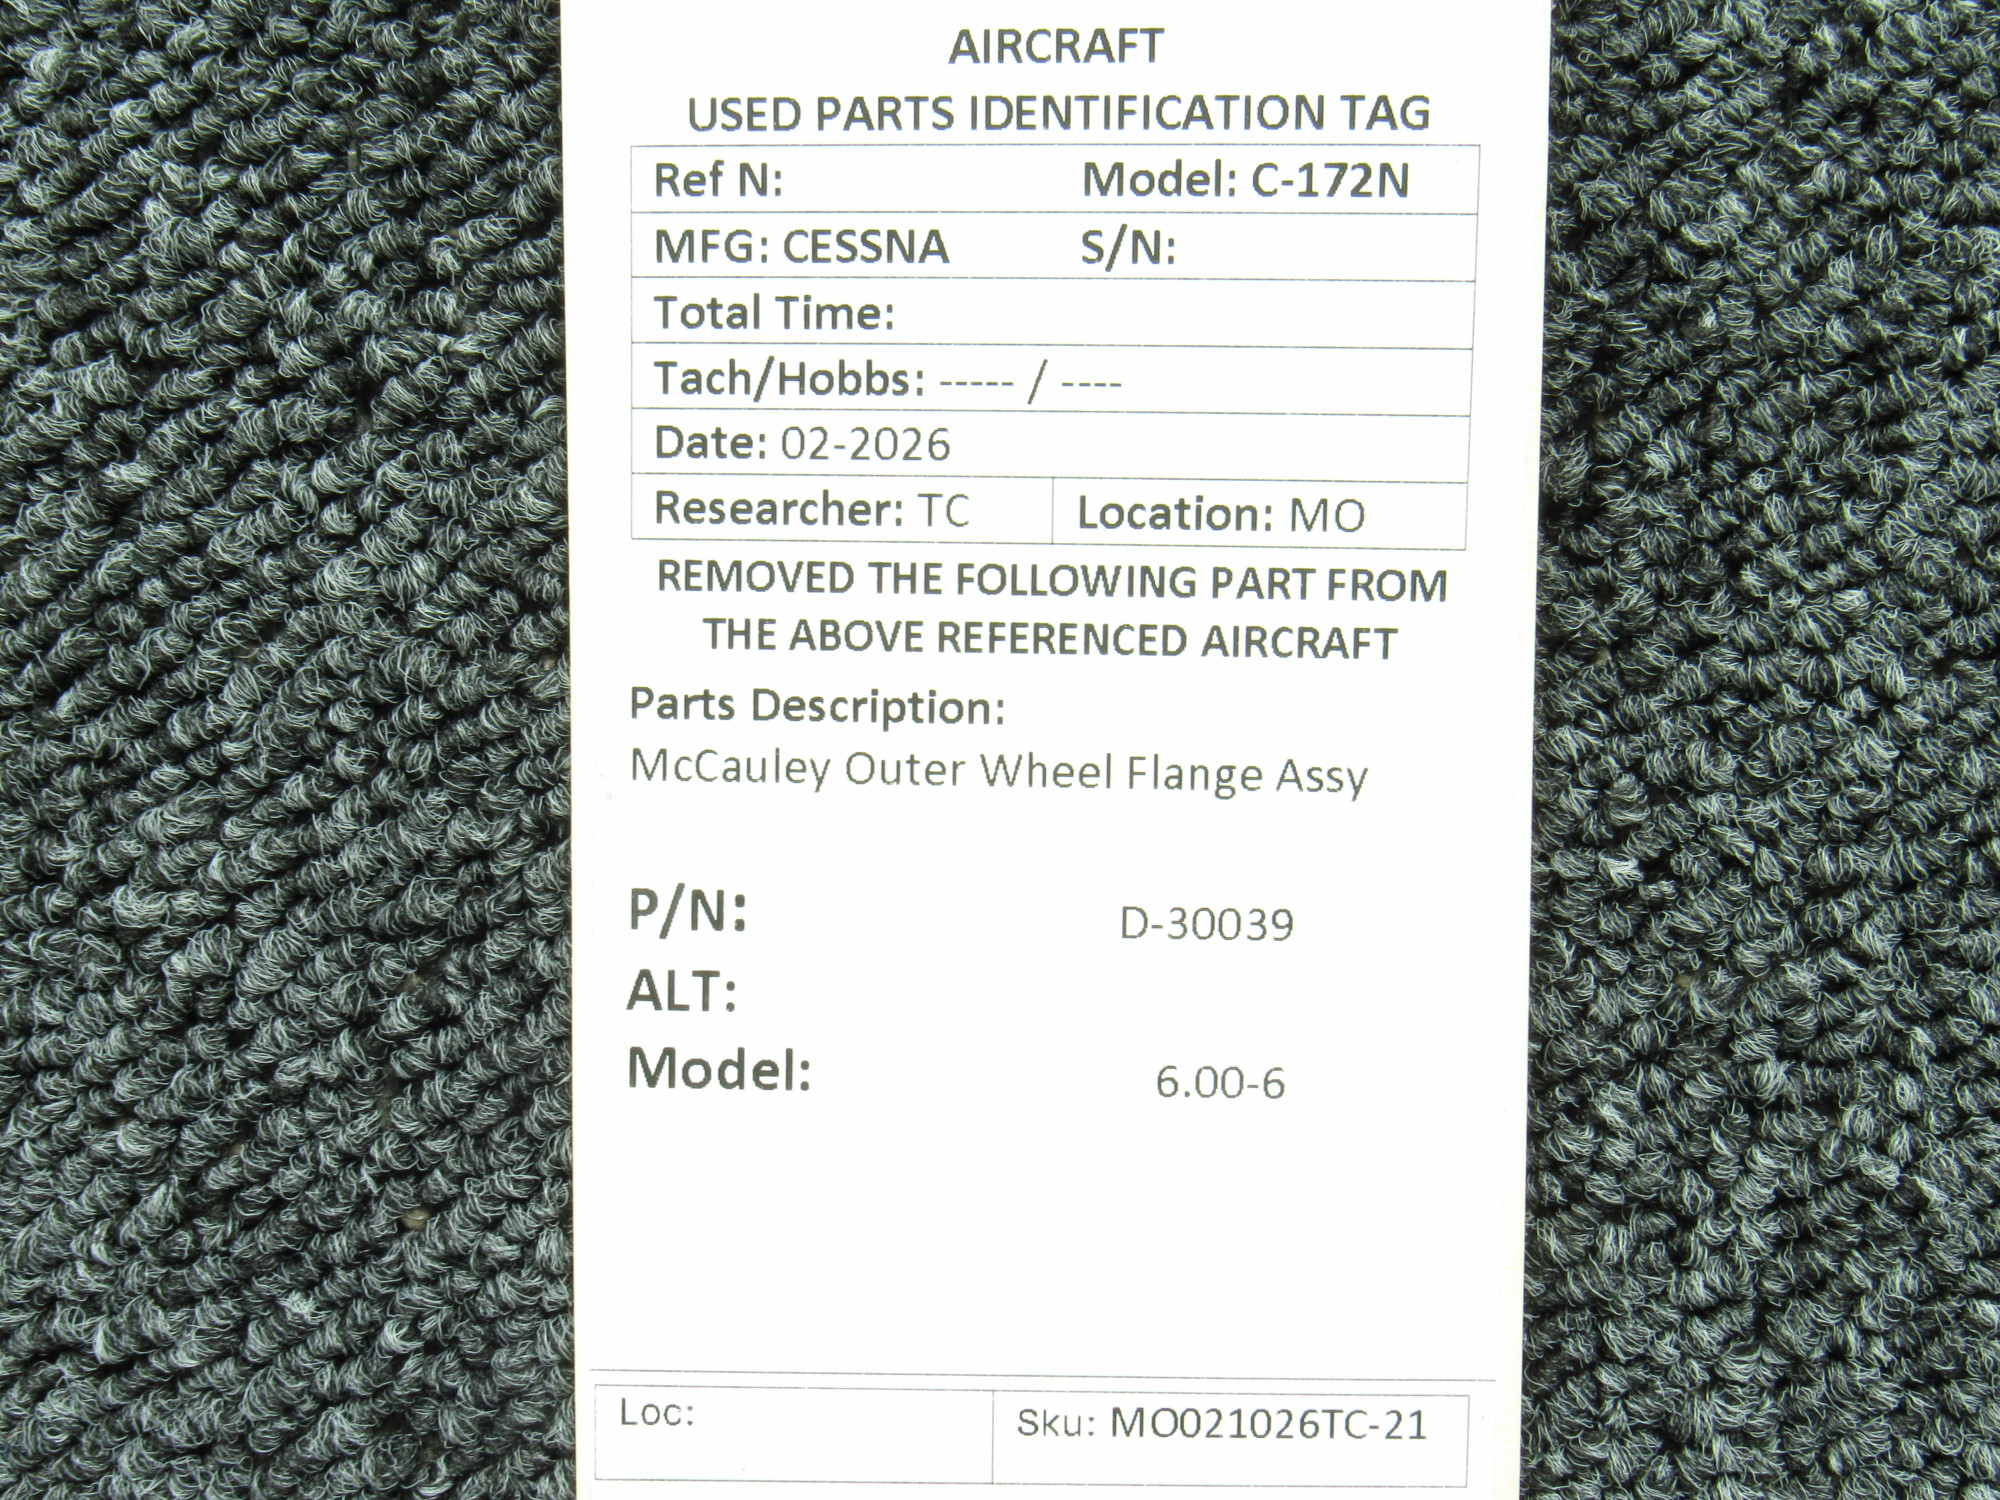 AIRCRAFT
USED PARTS IDENTIFICATION TAG
Ref N: Model: C-172N
MFG: CESSNA S/N:
Total Time:
Tach/Hobbs: ----- / ----
Date: 02-2026
Researcher: TC Location: MO
REMOVED THE FOLLOWING PART FROM
THE ABOVE REFERENCED AIRCRAFT
Parts Description:
McCauley Outer Wheel Flange Assy
P/N: D-30039
ALT:
Model: 6.00-6
Loc: Sku: MO021026TC-21